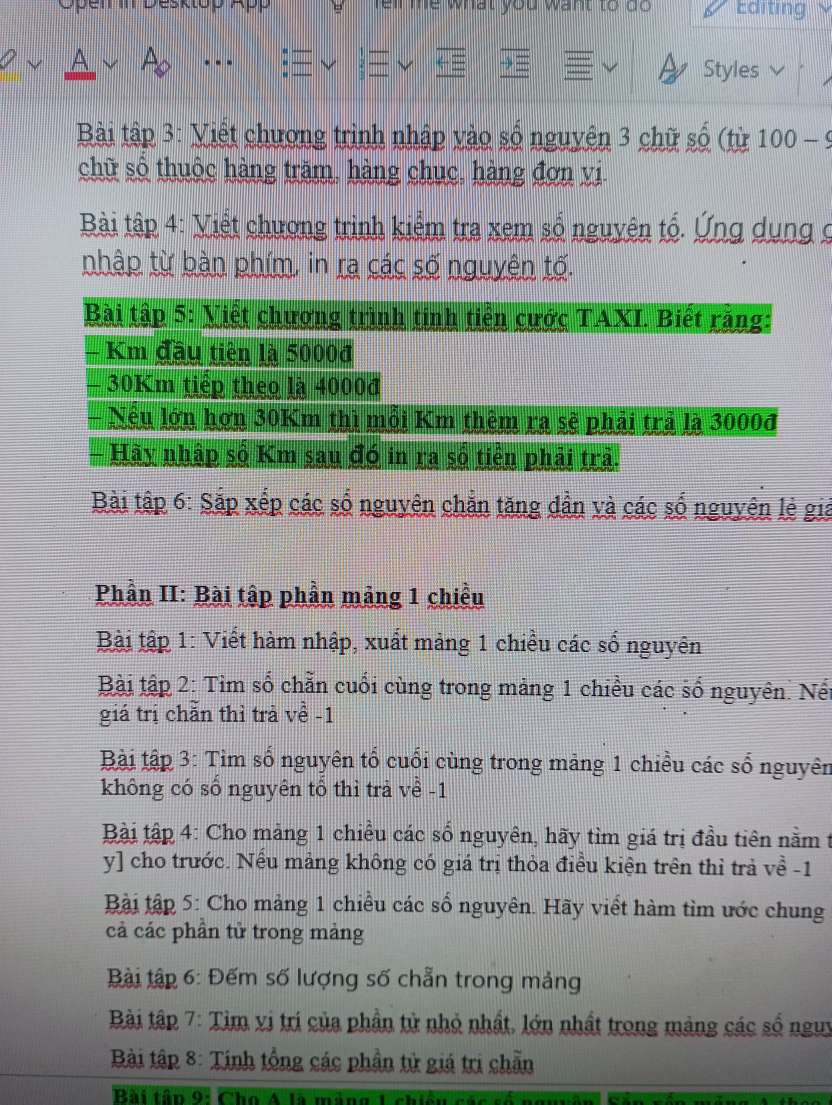 Open in Desktop App Tell me what you want to do Editing
A A ... Styles
Bài tập 3: Viết chương trình nhập vào số nguyên 3 chữ số (từ 100 – 9
chữ số thuộc hàng trăm, hàng chục, hàng đơn vị.
Bài tập 4: Viết chương trình kiểm tra xem số nguyên tố. Ứng dụng
nhập từ bàn phím, in ra các số nguyên tố.
Bài tập 5: Viết chương trình tính tiền cước TAXI. Biết rằng:
– Km đầu tiên là 5000đ
– 30Km tiếp theo là 4000đ
– Nếu lớn hơn 30Km thì mỗi Km thêm ra sẽ phải trả là 3000đ
– Hãy nhập số Km sau đó in ra số tiền phải trả.
Bài tập 6: Sắp xếp các số nguyên chẵn tăng dần và các số nguyên lẻ giả
Phần II: Bài tập phần mảng 1 chiều
Bài tập 1: Viết hàm nhập, xuất mảng 1 chiều các số nguyên
Bài tập 2: Tìm số chẵn cuối cùng trong mảng 1 chiều các số nguyên. Nếu
giá trị chẵn thì trả về -1
Bài tập 3: Tìm số nguyên tố cuối cùng trong mảng 1 chiều các số nguyên
không có số nguyên tố thì trả về -1
Bài tập 4: Cho mảng 1 chiều các số nguyên, hãy tìm giá trị đầu tiên nằm t
y] cho trước. Nếu mảng không có giá trị thỏa điều kiện trên thì trả về -1
Bài tập 5: Cho mảng 1 chiều các số nguyên. Hãy viết hàm tìm ước chung
cả các phần tử trong mảng
Bài tập 6: Đếm số lượng số chẵn trong mảng
Bài tập 7: Tìm vị trí của phần tử nhỏ nhất, lớn nhất trong mảng các số nguy
Bài tập 8: Tính tổng các phần tử giá trị chẵn
Bài tập 9: Cho A là mảng 1 chiều các số nguyên. Sắp xếp mảng A theo